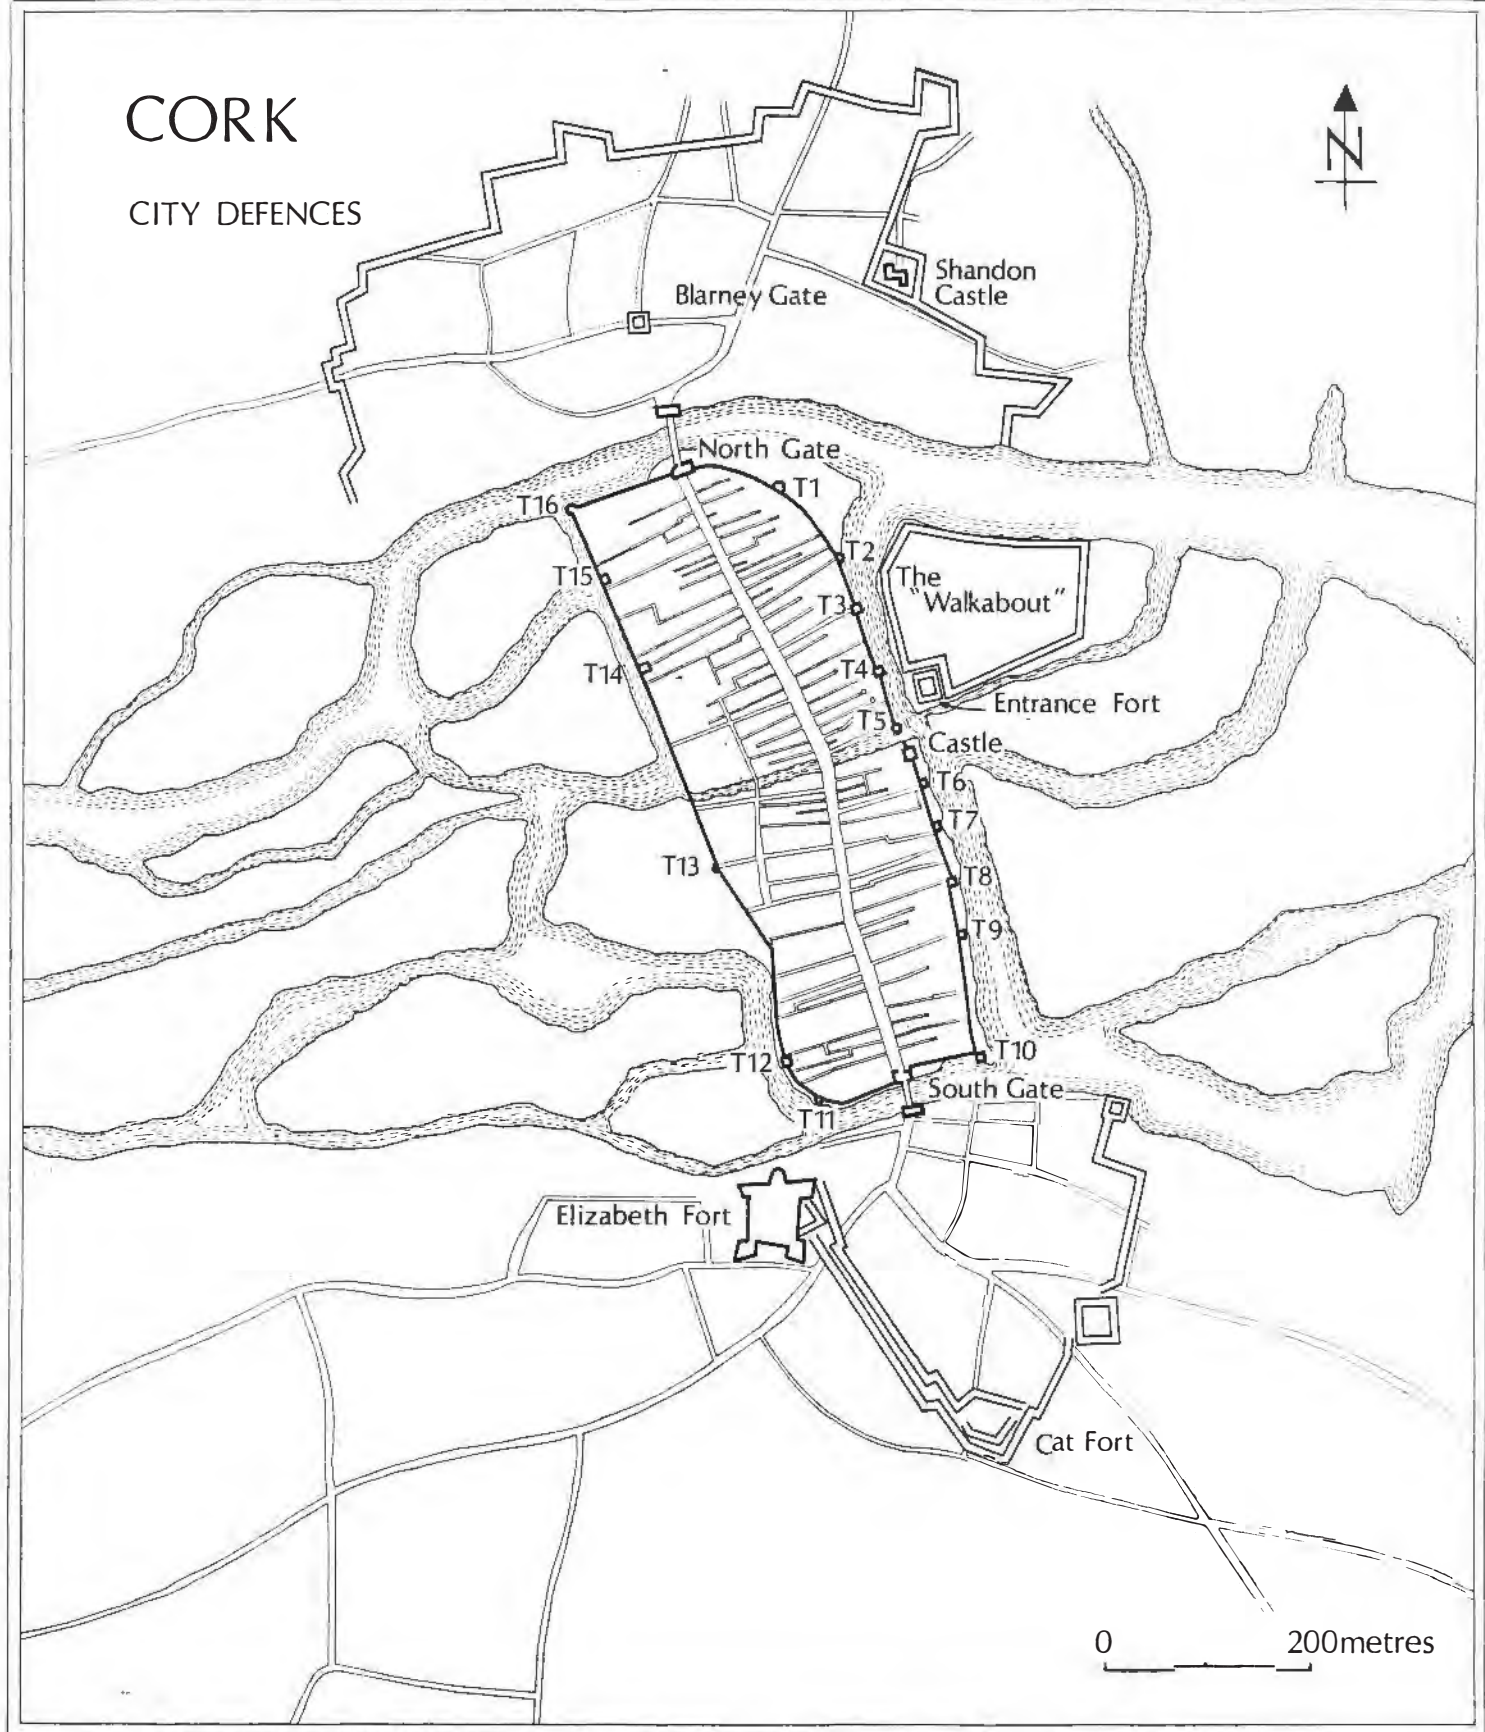 CORK
CITY DEFENCES
N
Shandon
Castle
Blarney Gate
North Gate
T1
T16
T2
T15
The
"Walkabout"
T3
T14
T4
Entrance Fort
T5
Castle
T6
T7
T13
T8
T9
T12
T10
South Gate
T11
Elizabeth Fort
Cat Fort
0 200metres